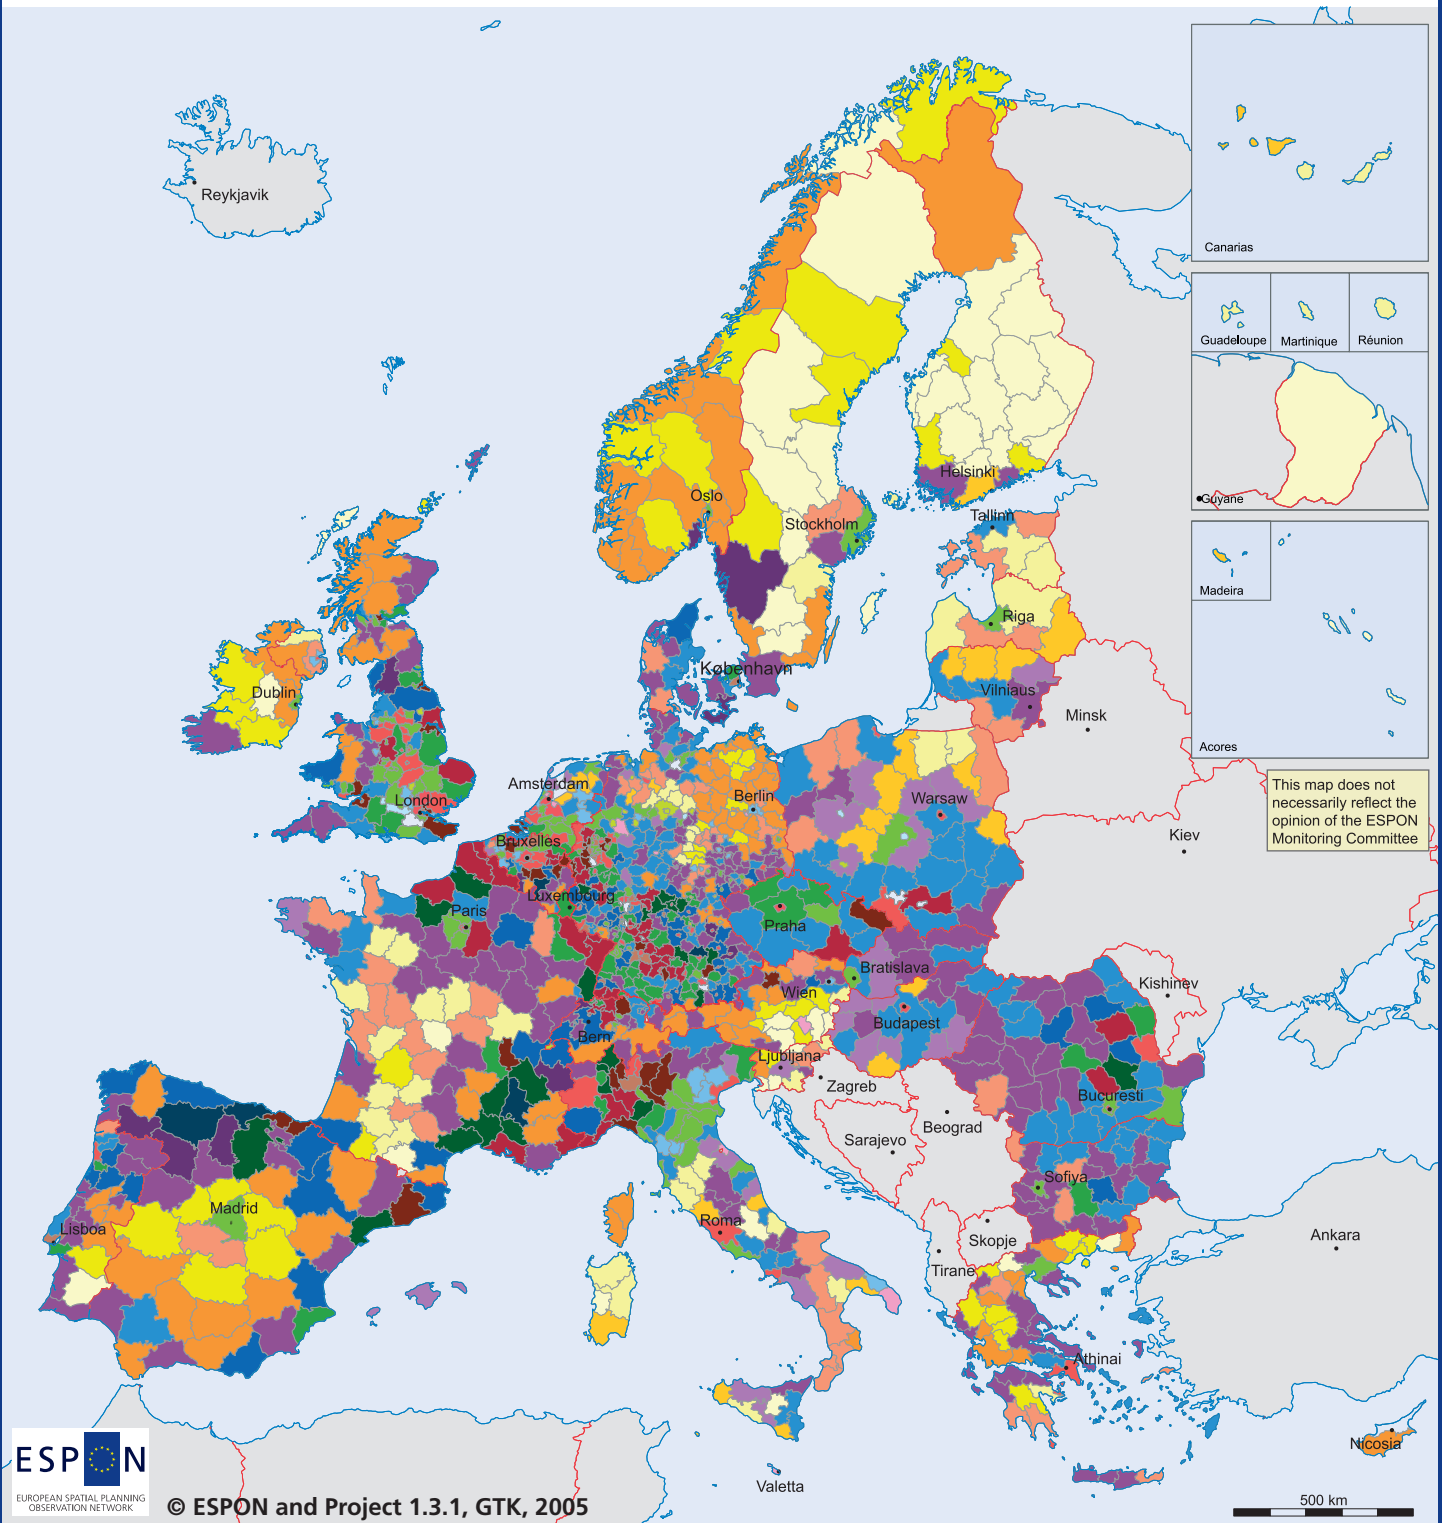 Reykjavik
Canarias
Guadeloupe
Martinique
Réunion
Guyane
Madeira
Acores
Oslo
Helsinki
Stockholm
Tallinn
Riga
København
Vilniaus
Minsk
Dublin
Amsterdam
London
Berlin
Warsaw
Bruxelles
Kiev
This map does not
necessarily reflect the
opinion of the ESPON
Monitoring Committee
Luxembourg
Paris
Praha
Bratislava
Wien
Kishinev
Budapest
Bern
Ljubljana
Zagreb
Bucuresti
Beograd
Sarajevo
Sofiya
Madrid
Lisboa
Roma
Skopje
Tirane
Ankara
Athinai
Nicosia
Valetta
ESPON
EUROPEAN SPATIAL PLANNING
OBSERVATION NETWORK
© ESPON and Project 1.3.1, GTK, 2005
500 km